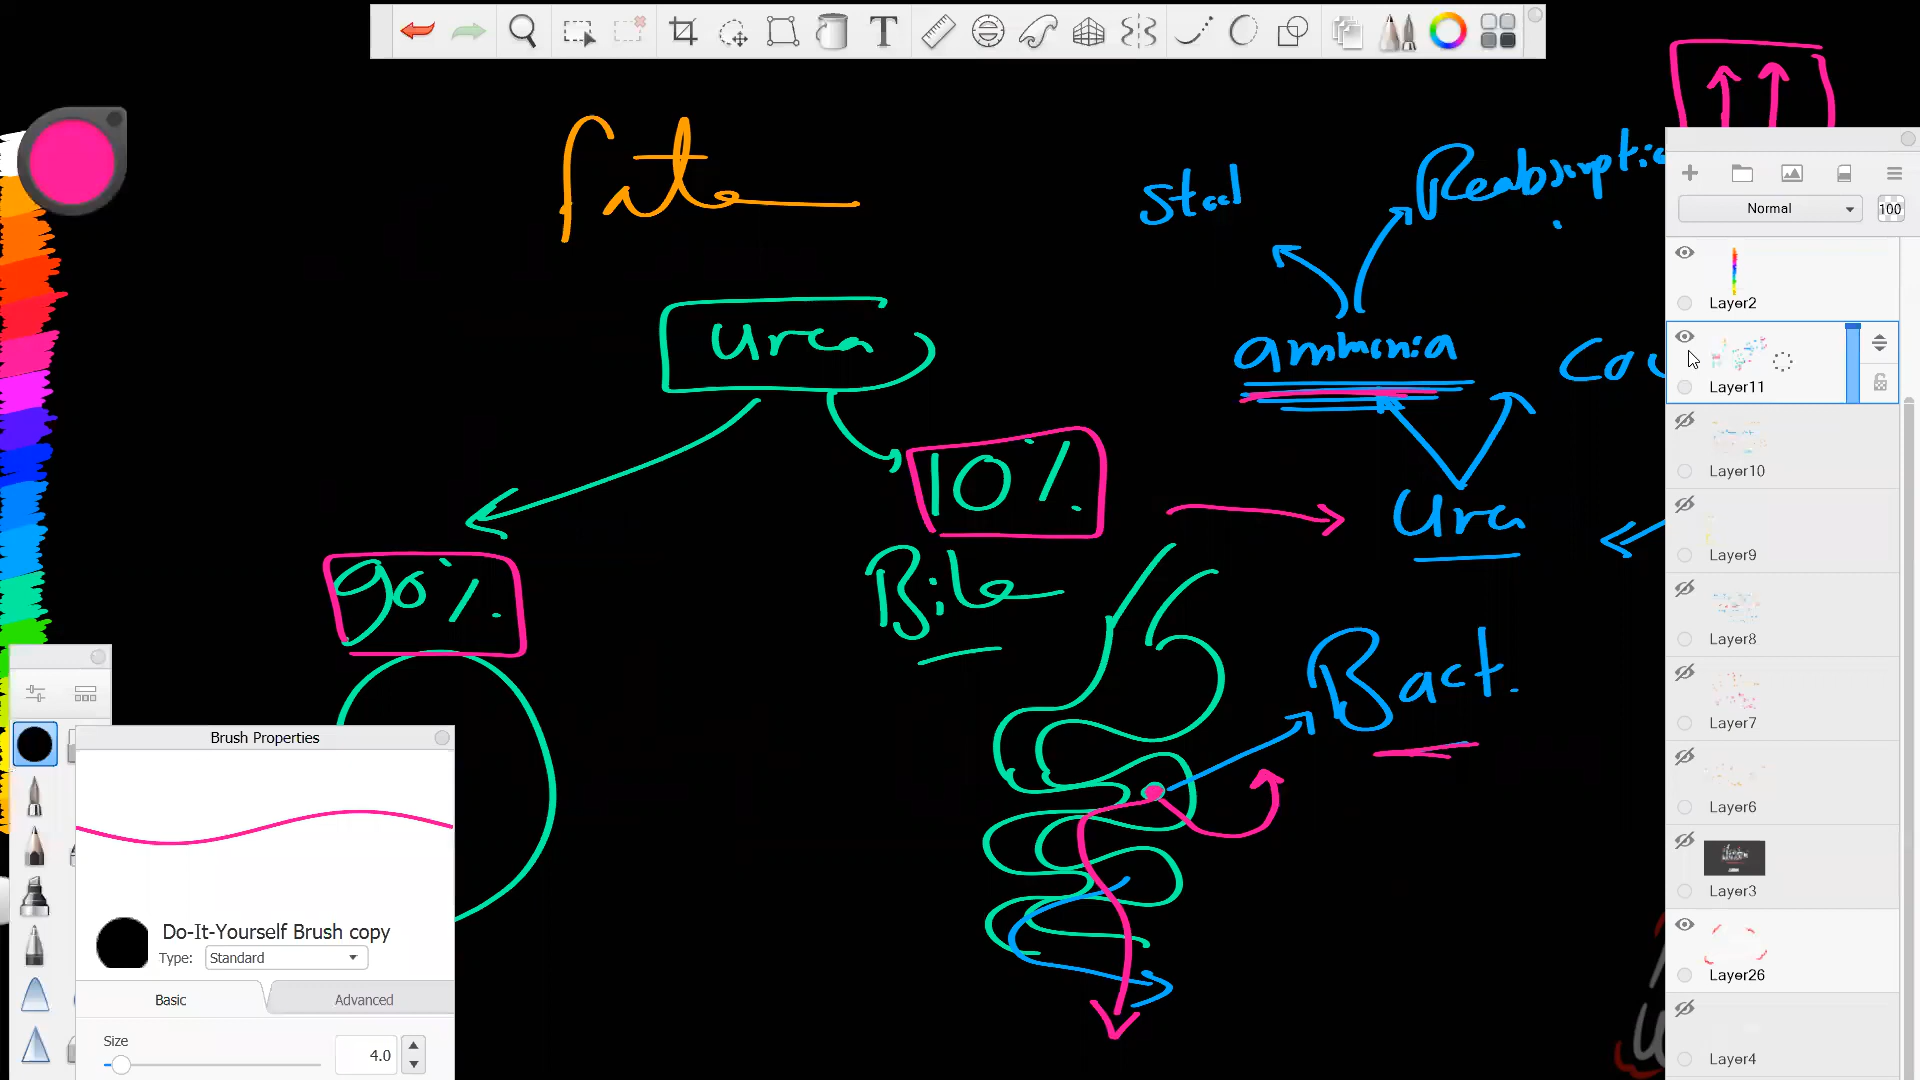 fate
Stool
Reabsorptio
Urea
ammonia
10%
Urea
90%
Bile
Bact.
Normal
100
Layer2
Layer11
Layer10
Layer9
Layer8
Layer7
Layer6
Layer3
Layer26
Layer4
Brush Properties
Do-It-Yourself Brush copy
Type: Standard
Basic
Advanced
Size
4.0